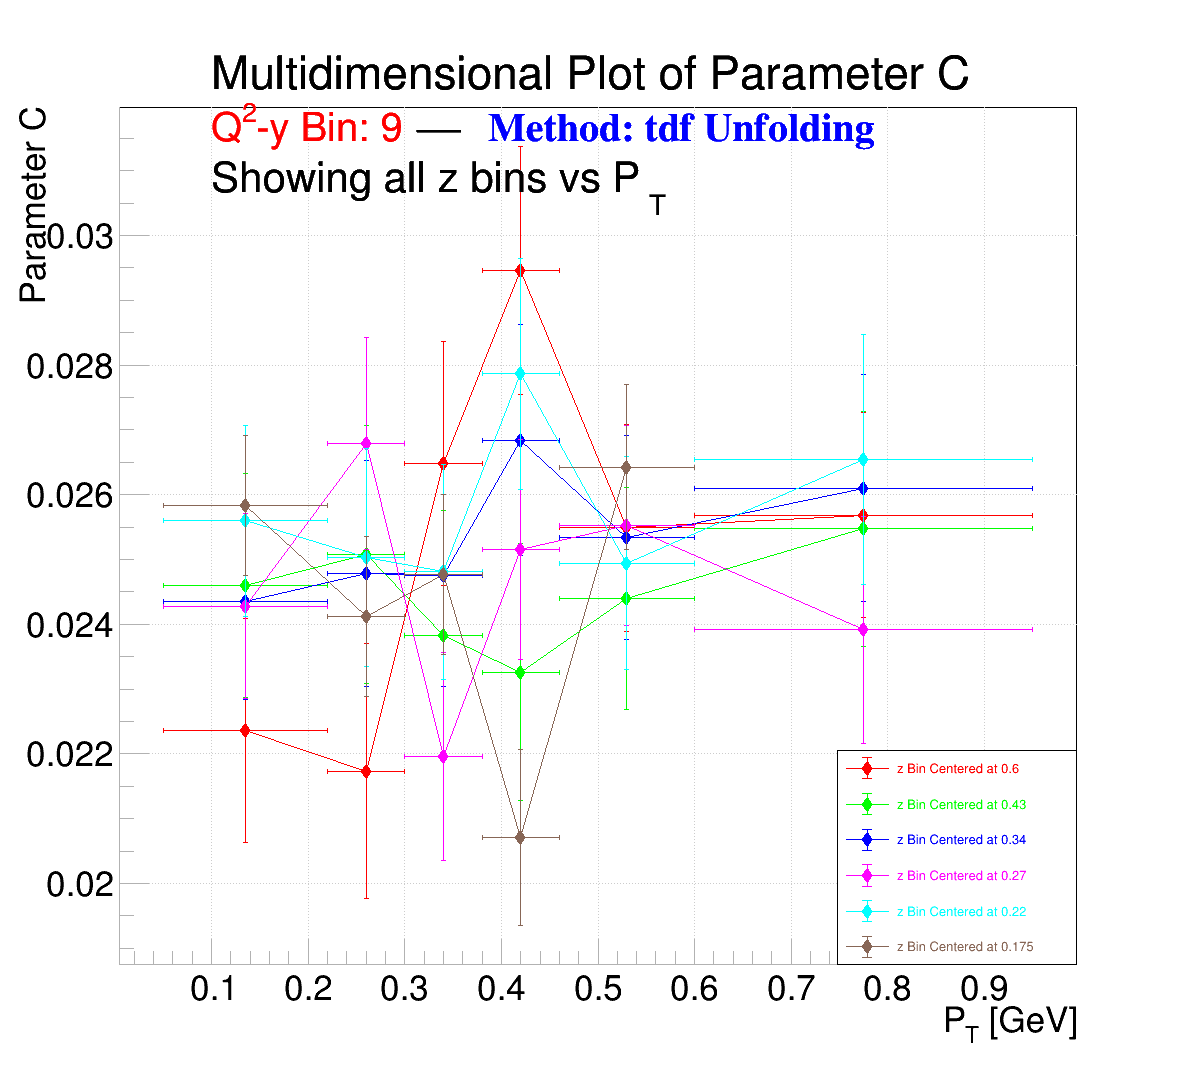 Multidimensional Plot of Parameter C
Q²-y Bin: 9 — Method: tdf Unfolding
Showing all z bins vs P_T
Parameter C
0.03
0.028
0.026
0.024
0.022
0.02
z Bin Centered at 0.6
z Bin Centered at 0.43
z Bin Centered at 0.34
z Bin Centered at 0.27
z Bin Centered at 0.22
z Bin Centered at 0.175
0.1 0.2 0.3 0.4 0.5 0.6 0.7 0.8 0.9
P_T [GeV]